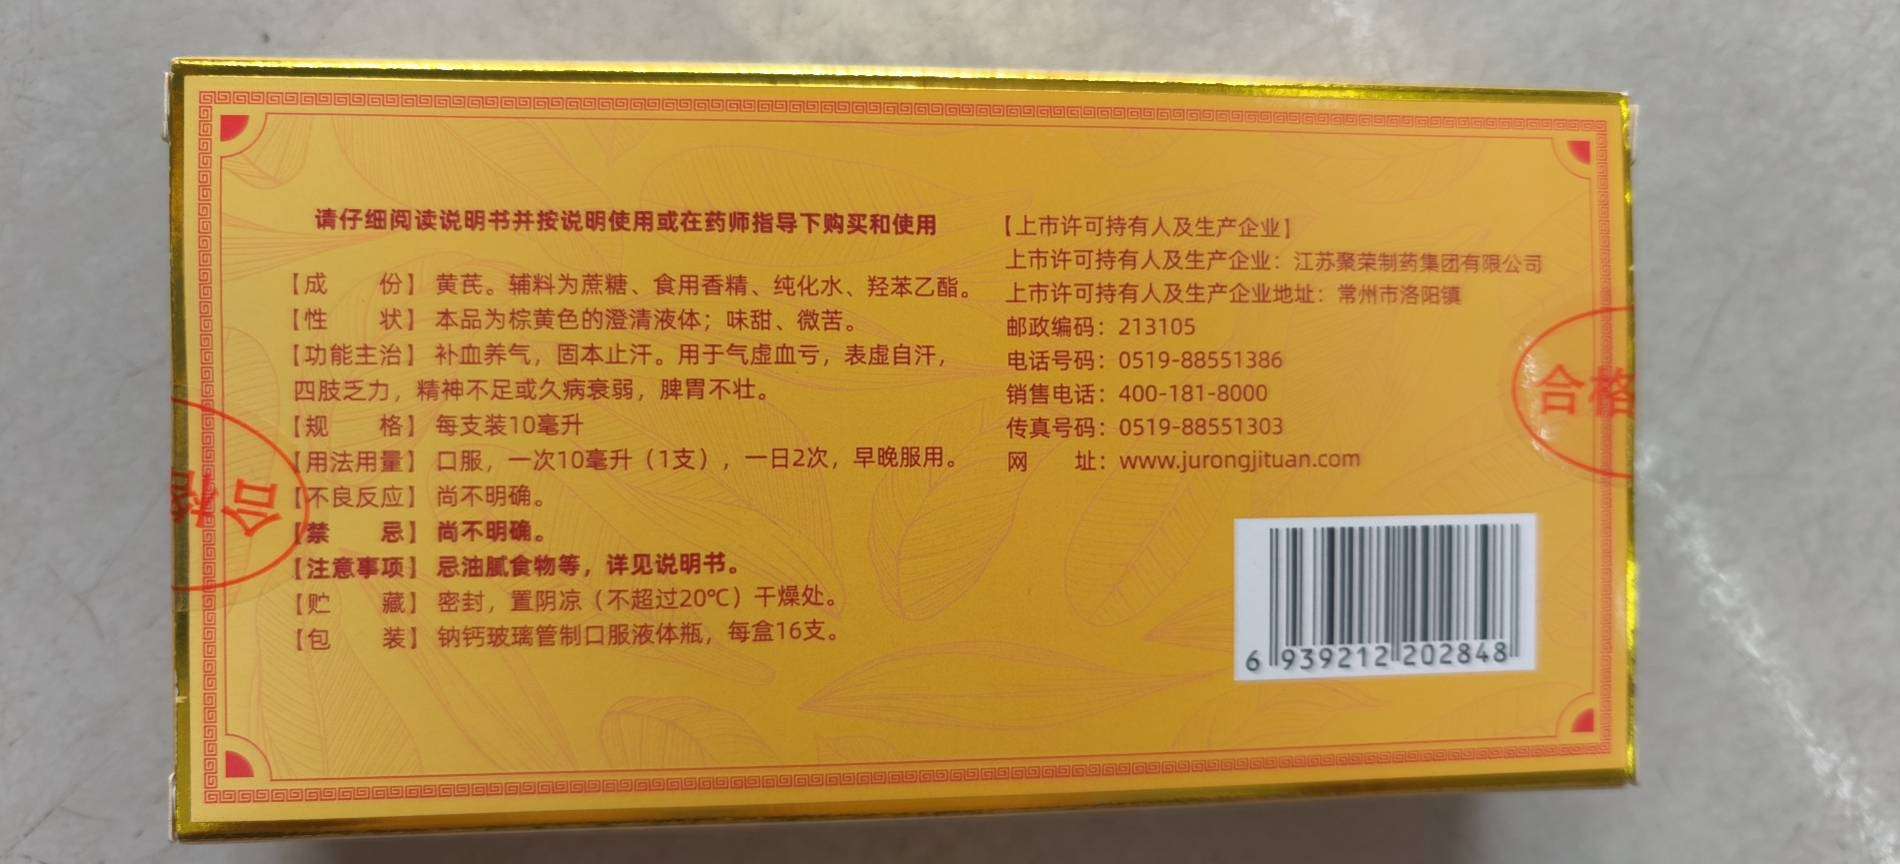 请仔细阅读说明书并按说明使用或在药师指导下购买和使用
【成 份】 黄芪。辅料为蔗糖、食用香精、纯化水、羟苯乙酯。
【性 状】 本品为棕黄色的澄清液体；味甜、微苦。
【功能主治】 补血养气，固本止汗。用于气虚血亏，表虚自汗，
四肢乏力，精神不足或久病衰弱，脾胃不壮。
【规 格】 每支装10毫升
【用法用量】 口服，一次10毫升（1支），一日2次，早晚服用。
【不良反应】 尚不明确。
【禁 忌】 尚不明确。
【注意事项】 忌油腻食物等，详见说明书。
【贮 藏】 密封，置阴凉（不超过20℃）干燥处。
【包 装】 钠钙玻璃管制口服液体瓶，每盒16支。
【上市许可持有人及生产企业】
上市许可持有人及生产企业：江苏聚荣制药集团有限公司
上市许可持有人及生产企业地址：常州市洛阳镇
邮政编码：213105
电话号码：0519-88551386
销售电话：400-181-8000
传真号码：0519-88551303
网 址：www.jurongjituan.com
6 939212 202848
合格
合格